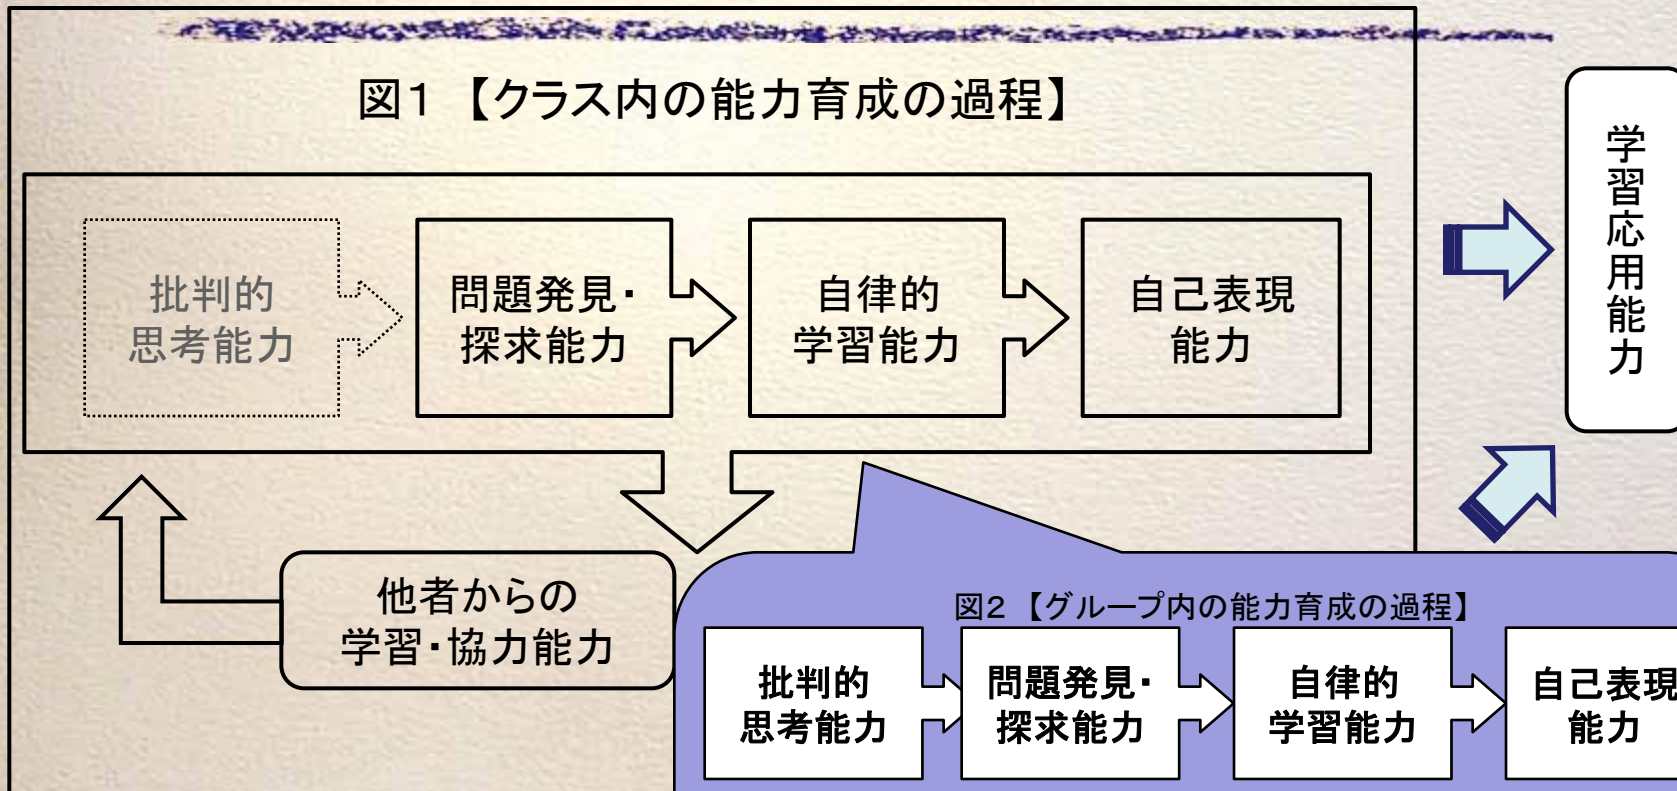 図1 【クラス内の能力育成の過程】
批判的
思考能力
問題発見・
探求能力
自律的
学習能力
自己表現
能力
学習応用能力
他者からの
学習・協力能力
図2 【グループ内の能力育成の過程】
批判的
思考能力
問題発見・
探求能力
自律的
学習能力
自己表現
能力